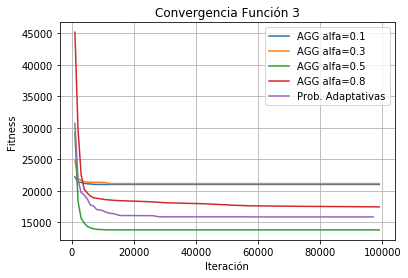 Convergencia Función 3
AGG alfa=0.1
AGG alfa=0.3
AGG alfa=0.5
AGG alfa=0.8
Prob. Adaptativas
45000
40000
35000
30000
25000
20000
15000
Fitness
0 20000 40000 60000 80000 100000
Iteración